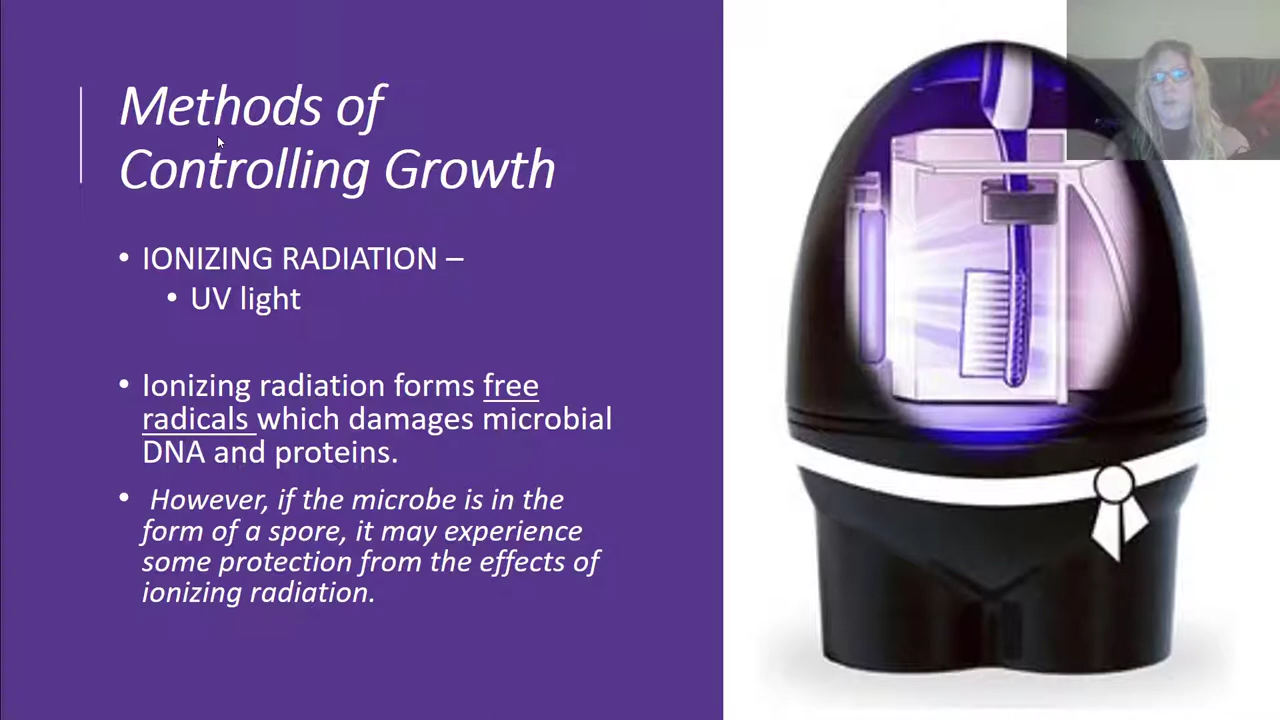 Methods of
Controlling Growth
• IONIZING RADIATION –
• UV light
• Ionizing radiation forms free
radicals which damages microbial
DNA and proteins.
• However, if the microbe is in the
form of a spore, it may experience
some protection from the effects of
ionizing radiation.